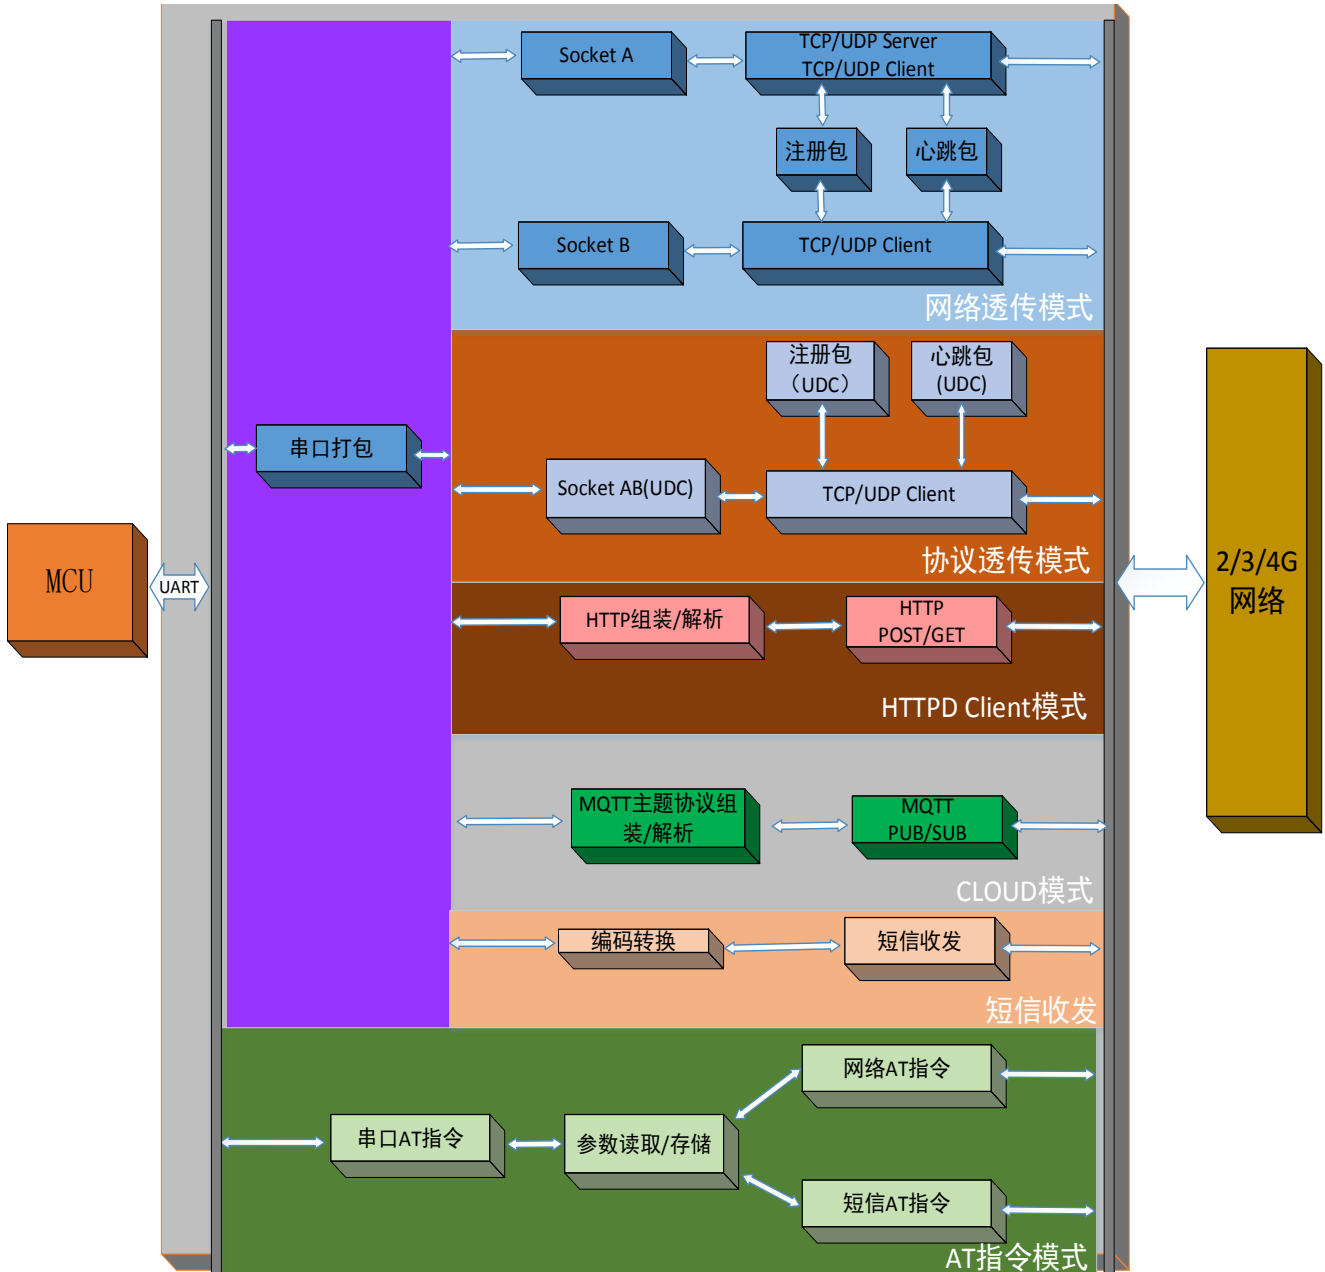 Socket A
TCP/UDP Server
TCP/UDP Client
注册包
心跳包
Socket B
TCP/UDP Client
网络透传模式
注册包
（UDC）
心跳包
(UDC)
串口打包
Socket AB(UDC)
TCP/UDP Client
协议透传模式
MCU
UART
2/3/4G
网络
HTTP组装/解析
HTTP
POST/GET
HTTPD Client模式
MQTT主题协议组
装/解析
MQTT
PUB/SUB
CLOUD模式
编码转换
短信收发
短信收发
网络AT指令
串口AT指令
参数读取/存储
短信AT指令
AT指令模式